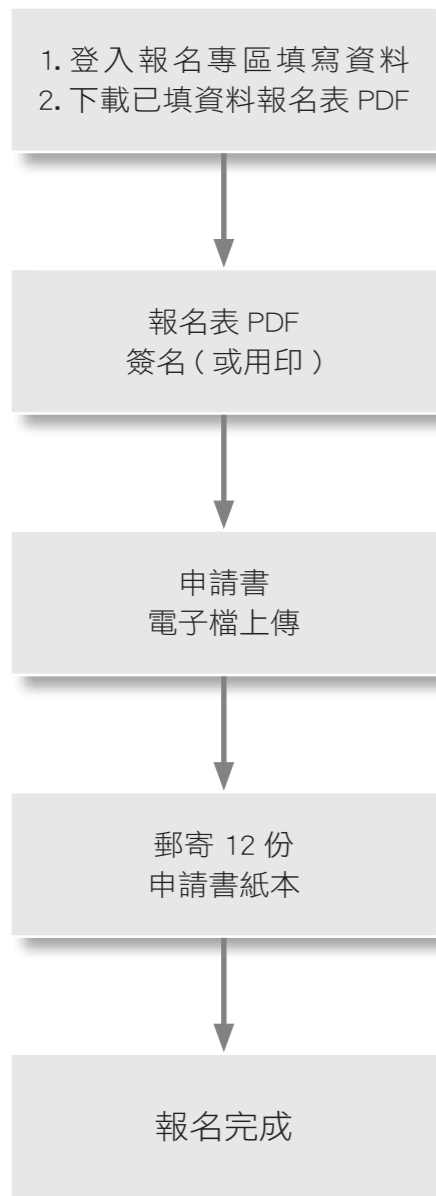 1. 登入報名專區填寫資料
2. 下載已填資料報名表 PDF
報名表 PDF
簽名 ( 或用印 )
申請書
電子檔上傳
郵寄 12 份
申請書紙本
報名完成